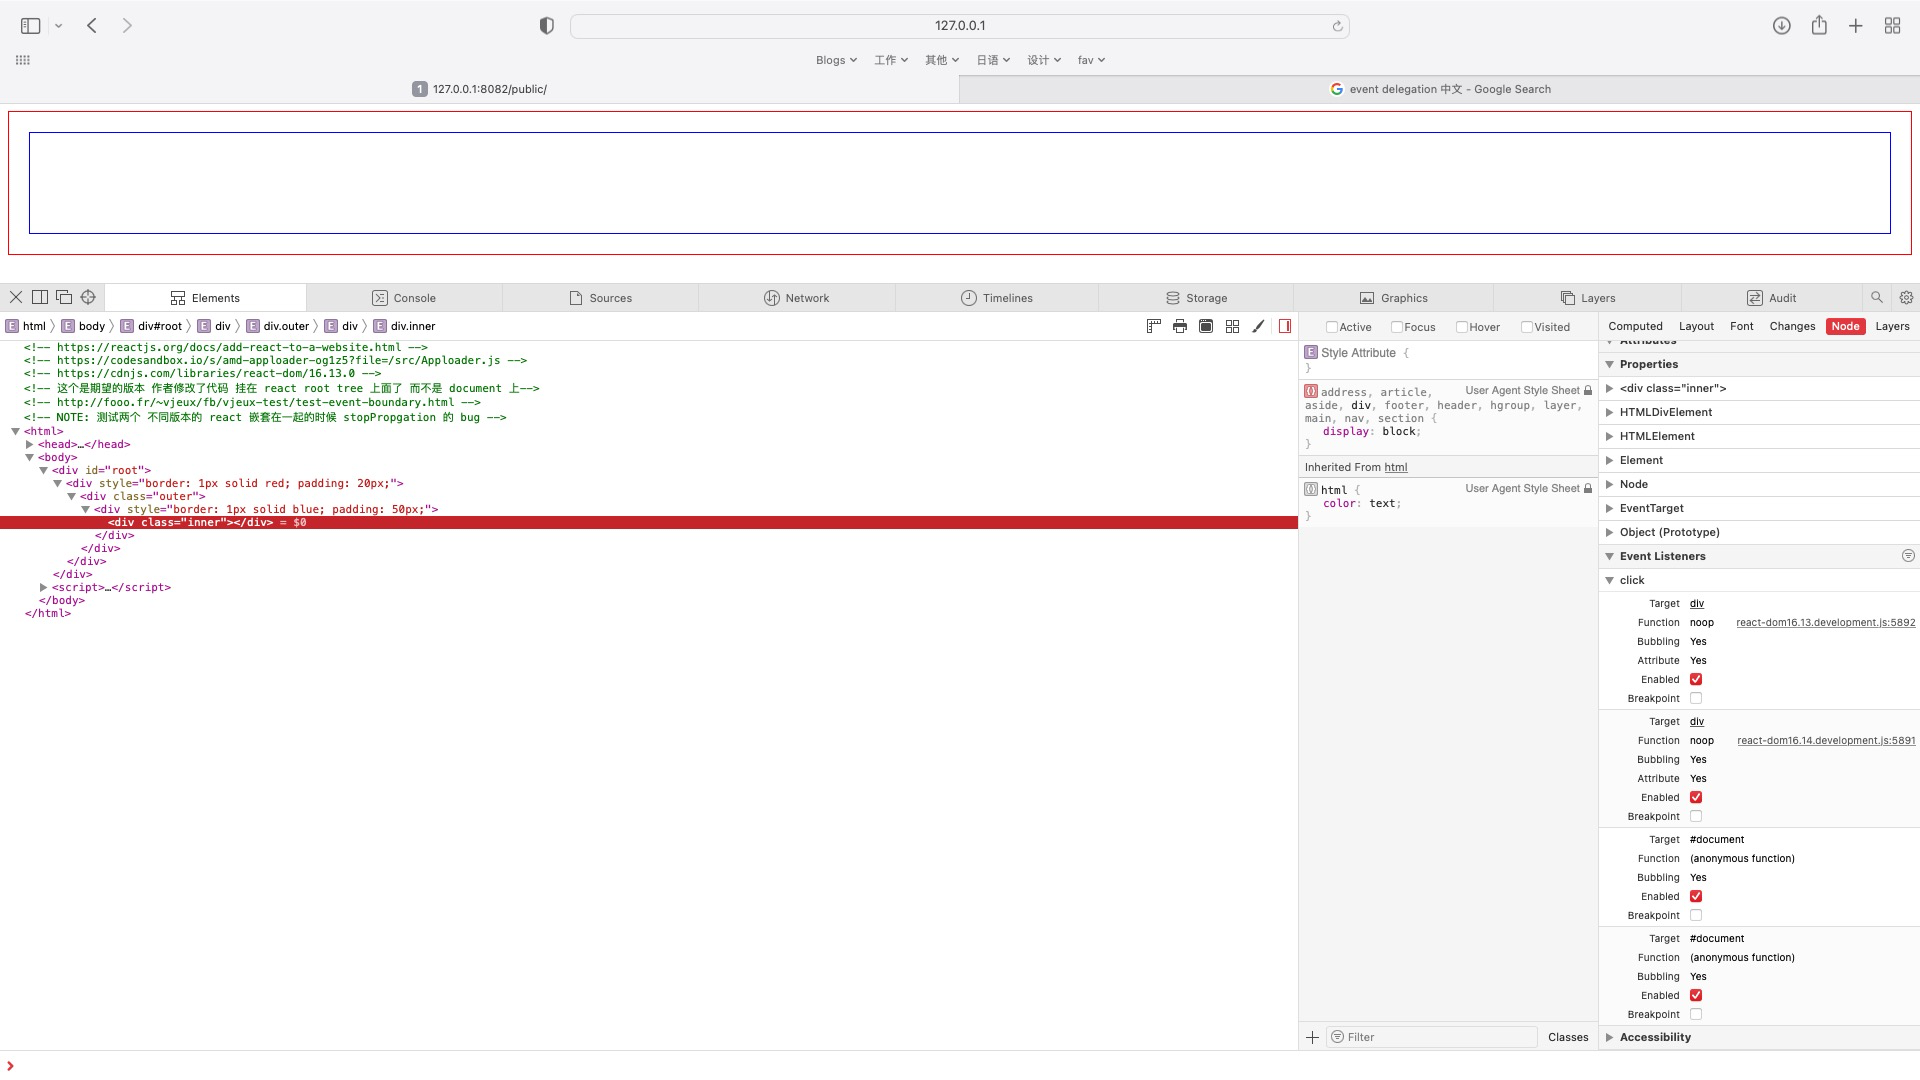 127.0.0.1
Blogs 工作 其他 日语 设计 fav
1 127.0.0.1:8082/public/
event delegation 中文 - Google Search
Elements Console Sources Network Timelines Storage Graphics Layers Audit
E html E body E div#root E div E div.outer E div E div.inner
<!-- https://reactjs.org/docs/add-react-to-a-website.html -->
<!-- https://codesandbox.io/s/amd-apploader-og1z5?file=/src/Apploader.js -->
<!-- https://cdnjs.com/libraries/react-dom/16.13.0 -->
<!-- 这个是期望的版本 作者修改了代码 挂在 react root tree 上面了 而不是 document 上-->
<!-- http://fooo.fr/~vjeux/fb/vjeux-test/test-event-boundary.html -->
<!-- NOTE: 测试两个 不同版本的 react 嵌套在一起的时候 stopPropgation 的 bug -->
<html>
<head>…</head>
<body>
<div id="root">
<div style="border: 1px solid red; padding: 20px;">
<div class="outer">
<div style="border: 1px solid blue; padding: 50px;">
<div class="inner"></div> = $0
</div>
</div>
</div>
</div>
<script>…</script>
</body>
</html>
Active Focus Hover Visited
E Style Attribute {
}
address, article, User Agent Style Sheet
aside, div, footer, header, hgroup, layer,
main, nav, section {
display: block;
}
Inherited From html
html { User Agent Style Sheet
color: text;
}
Filter Classes
Computed Layout Font Changes Node Layers
Attributes
Properties
<div class="inner">
HTMLDivElement
HTMLElement
Element
Node
EventTarget
Object (Prototype)
Event Listeners
click
Target div
Function noop react-dom16.13.development.js:5892
Bubbling Yes
Attribute Yes
Enabled
Breakpoint
Target div
Function noop react-dom16.14.development.js:5891
Bubbling Yes
Attribute Yes
Enabled
Breakpoint
Target #document
Function (anonymous function)
Bubbling Yes
Enabled
Breakpoint
Target #document
Function (anonymous function)
Bubbling Yes
Enabled
Breakpoint
Accessibility